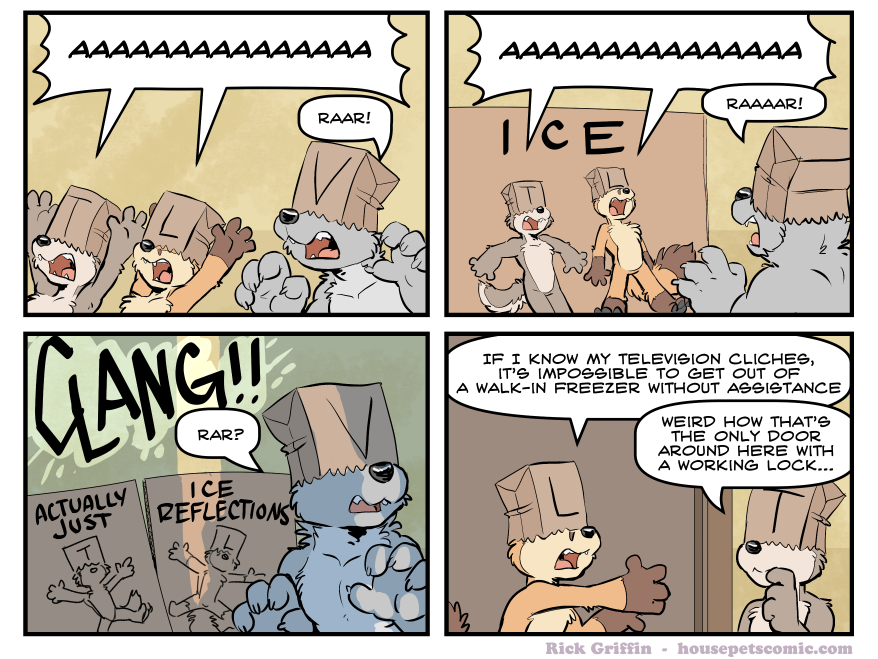 AAAAAAAAAAAAAAA
RAAR!
T
L
V
AAAAAAAAAAAAAAA
RAAAAR!
ICE
T
L
CLANG!!
RAR?
V
ACTUALLY
JUST
T
ICE
REFLECTIONS
L
IF I KNOW MY TELEVISION CLICHES,
IT'S IMPOSSIBLE TO GET OUT OF
A WALK-IN FREEZER WITHOUT ASSISTANCE
WEIRD HOW THAT'S
THE ONLY DOOR
AROUND HERE WITH
A WORKING LOCK...
L
T
Rick Griffin - housepetscomic.com